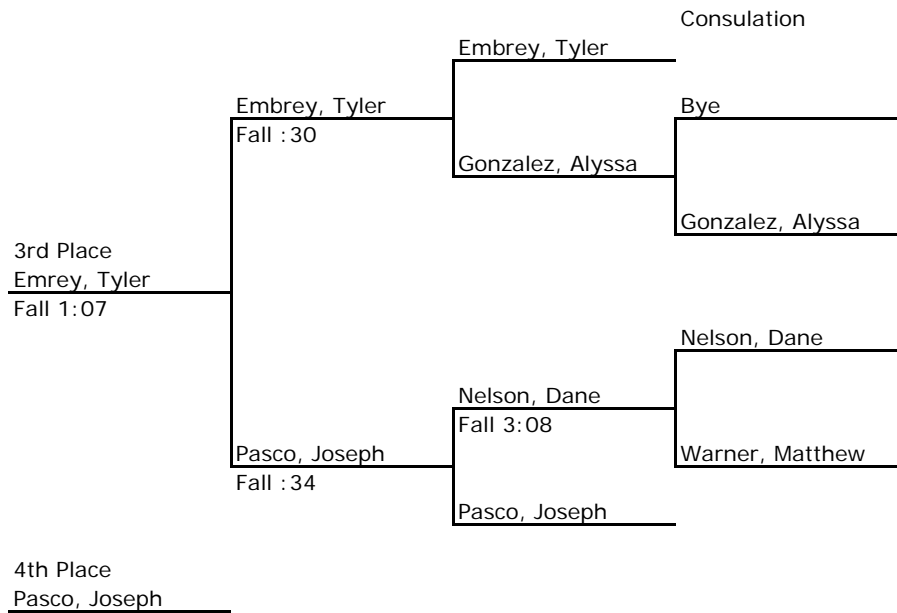 Consulation
Embrey, Tyler
Embrey, Tyler
Bye
Fall :30
Gonzalez, Alyssa
Gonzalez, Alyssa
3rd Place
Emrey, Tyler
Fall 1:07
Nelson, Dane
Nelson, Dane
Fall 3:08
Pasco, Joseph
Warner, Matthew
Fall :34
Pasco, Joseph
4th Place
Pasco, Joseph